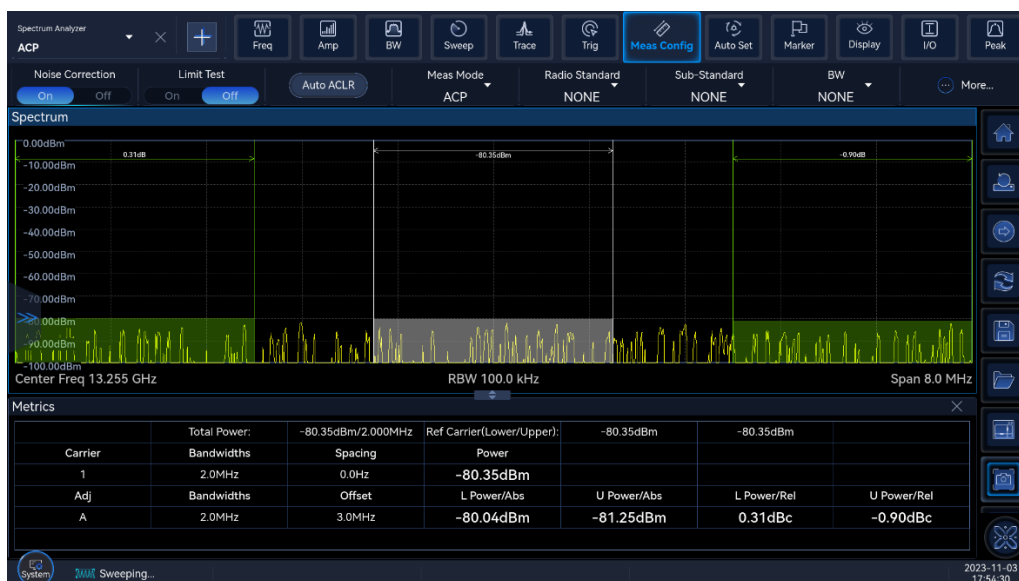 Spectrum Analyzer
ACP
Freq
Amp
BW
Sweep
Trace
Trig
Meas Config
Auto Set
Marker
Display
I/O
Peak
Noise Correction
On Off
Limit Test
On Off
Auto ACLR
Meas Mode
ACP
Radio Standard
NONE
Sub-Standard
NONE
BW
NONE
More...
Spectrum
0.00dBm
0.31dB -80.35dBm -0.90dB
-10.00dBm
-20.00dBm
-30.00dBm
-40.00dBm
-50.00dBm
-60.00dBm
-70.00dBm
-80.00dBm
-90.00dBm
-100.00dBm
Center Freq 13.255 GHz RBW 100.0 kHz Span 8.0 MHz
Metrics
Total Power: -80.35dBm/2.000MHz Ref Carrier(Lower/Upper): -80.35dBm -80.35dBm
Carrier Bandwidths Spacing Power
1 2.0MHz 0.0Hz -80.35dBm
Adj Bandwidths Offset L Power/Abs U Power/Abs L Power/Rel U Power/Rel
A 2.0MHz 3.0MHz -80.04dBm -81.25dBm 0.31dBc -0.90dBc
System Sweeping...
2023-11-03
17:54:30